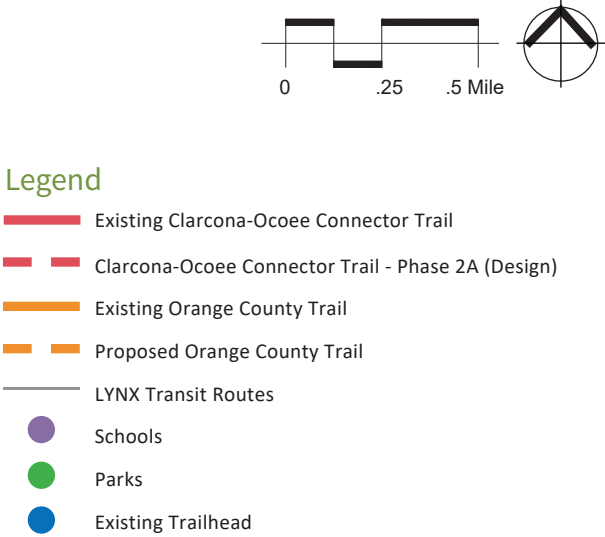 0 .25 .5 Mile
Legend
Existing Clarcona-Ocoee Connector Trail
Clarcona-Ocoee Connector Trail - Phase 2A (Design)
Existing Orange County Trail
Proposed Orange County Trail
LYNX Transit Routes
Schools
Parks
Existing Trailhead